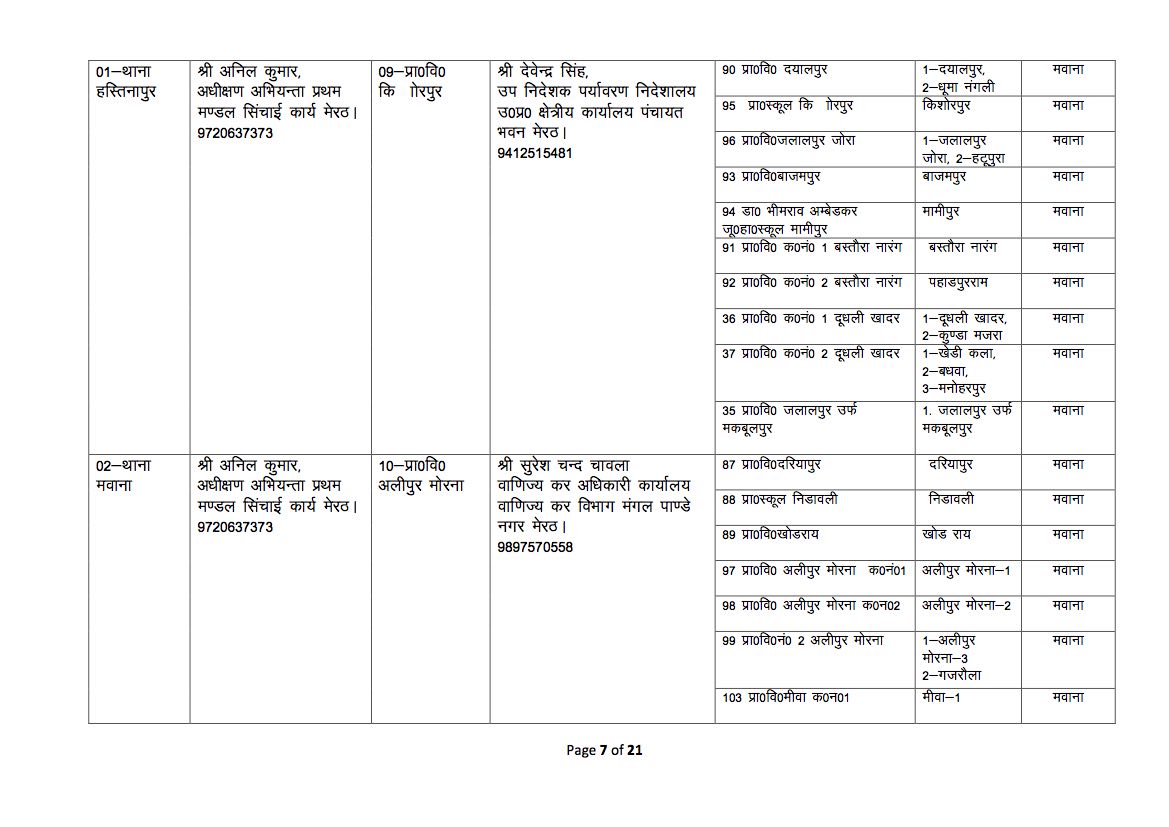 01–थाना
हस्तिनापुर
श्री अनिल कुमार,
अधीक्षण अभियन्ता प्रथम
मण्डल सिंचाई कार्य मेरठ।
9720637373
09–प्रा0वि0
कि ोरपुर
श्री देवेन्द्र सिंह,
उप निदेशक पर्यावरण निदेशालय
उ0प्र0 क्षेत्रीय कार्यालय पंचायत
भवन मेरठ।
9412515481
90 प्रा0वि0 दयालपुर
1–दयालपुर,
2–धूमा नंगली
मवाना
95 प्रा0स्कूल कि ोरपुर
किशोरपुर
मवाना
96 प्रा0वि0जलालपुर जोरा
1–जलालपुर
जोरा, 2–हटूपुरा
मवाना
93 प्रा0वि0बाजमपुर
बाजमपुर
मवाना
94 डा0 भीमराव अम्बेडकर
जू0हा0स्कूल मामीपुर
मामीपुर
मवाना
91 प्रा0वि0 क0नं0 1 बस्तौरा नारंग
बस्तौरा नारंग
मवाना
92 प्रा0वि0 क0नं0 2 बस्तौरा नारंग
पहाडपुरराम
मवाना
36 प्रा0वि0 क0नं0 1 दूधली खादर
1–दूधली खादर,
2–कुण्डा मजरा
मवाना
37 प्रा0वि0 क0नं0 2 दूधली खादर
1–खेडी कला,
2–बधवा,
3–मनोहरपुर
मवाना
35 प्रा0वि0 जलालपुर उर्फ
मकबूलपुर
1. जलालपुर उर्फ
मकबूलपुर
मवाना
02–थाना
मवाना
श्री अनिल कुमार,
अधीक्षण अभियन्ता प्रथम
मण्डल सिंचाई कार्य मेरठ।
9720637373
10–प्रा0वि0
अलीपुर मोरना
श्री सुरेश चन्द चावला
वाणिज्य कर अधिकारी कार्यालय
वाणिज्य कर विभाग मंगल पाण्डे
नगर मेरठ।
9897570558
87 प्रा0वि0दरियापुर
दरियापुर
मवाना
88 प्रा0स्कूल निडावली
निडावली
मवाना
89 प्रा0वि0खोडराय
खोड राय
मवाना
97 प्रा0वि0 अलीपुर मोरना क0नं01
अलीपुर मोरना–1
मवाना
98 प्रा0वि0 अलीपुर मोरना क0न02
अलीपुर मोरना–2
मवाना
99 प्रा0वि0नं0 2 अलीपुर मोरना
1–अलीपुर
मोरना–3
2–गजरौला
मवाना
103 प्रा0वि0मीवा क0न01
मीवा–1
मवाना
Page 7 of 21